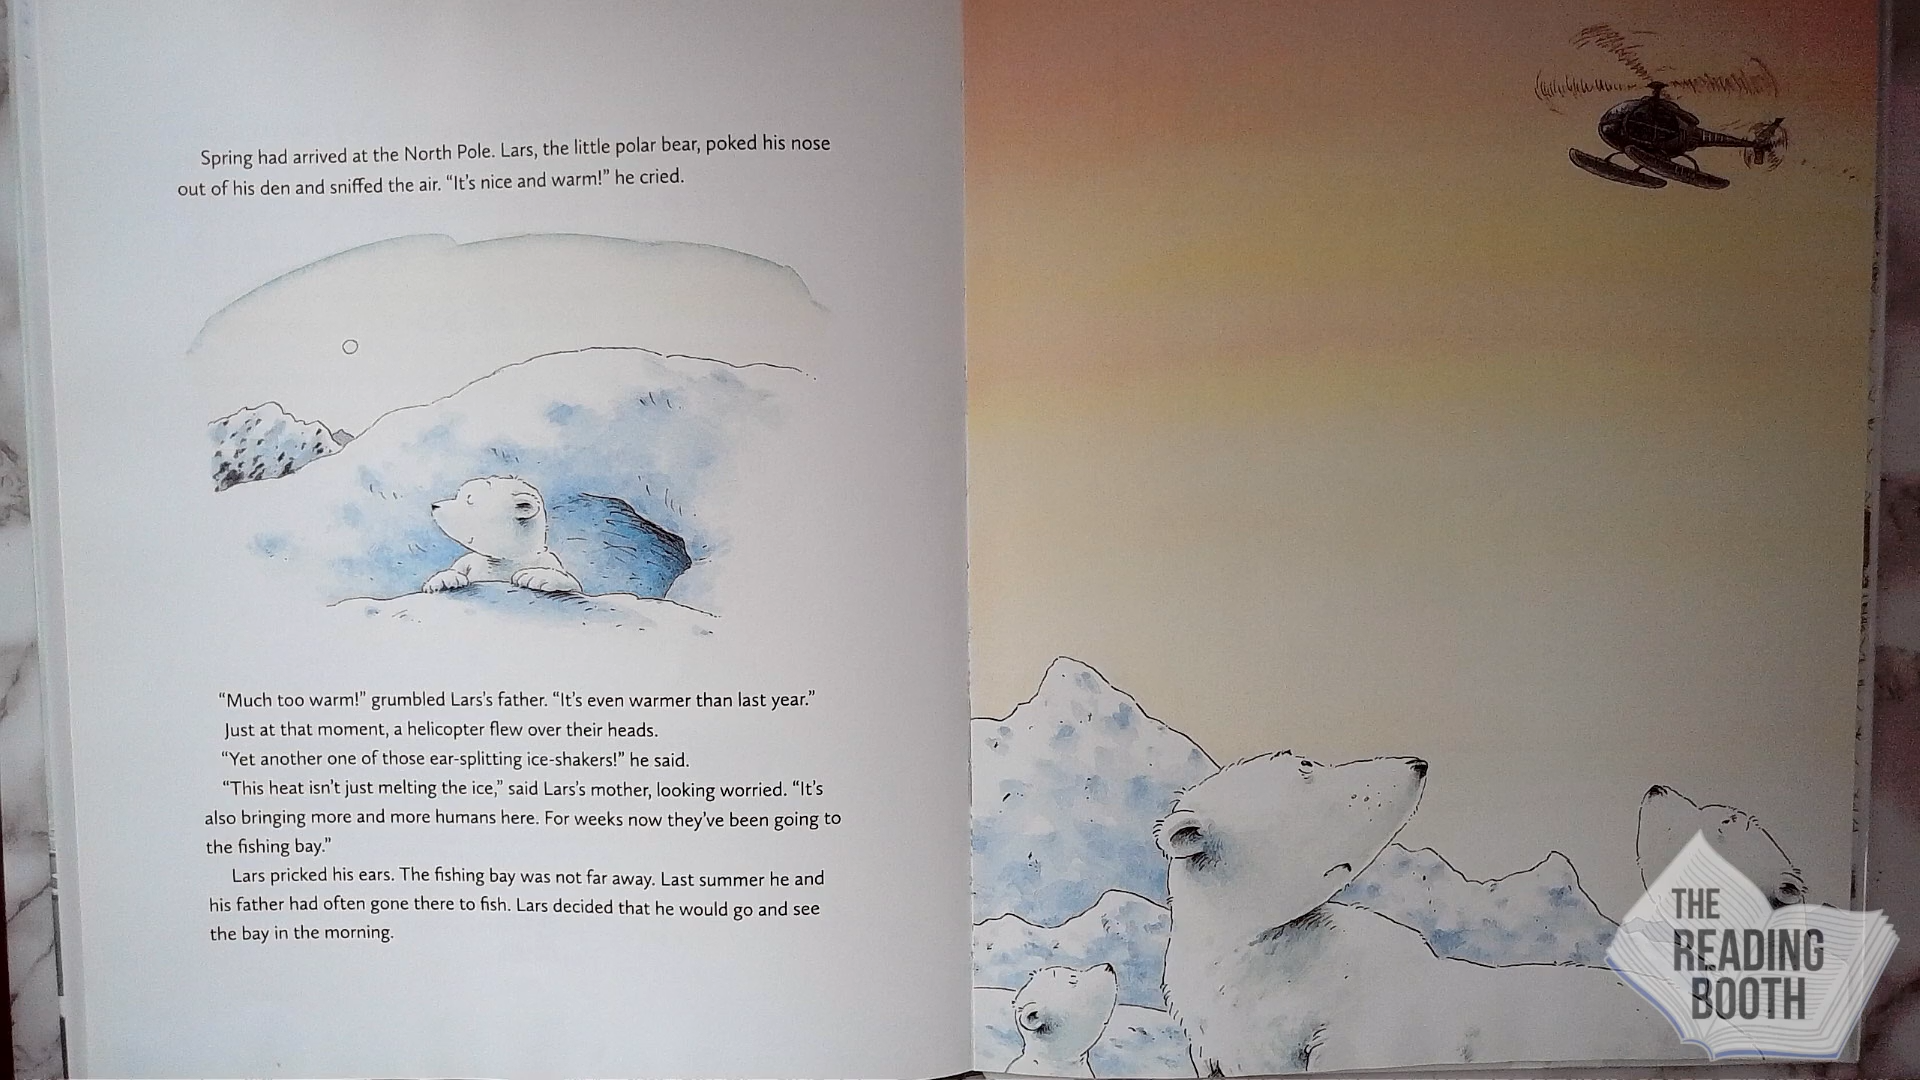 Spring had arrived at the North Pole. Lars, the little polar bear, poked his nose
out of his den and sniffed the air. “It’s nice and warm!” he cried.
“Much too warm!” grumbled Lars’s father. “It’s even warmer than last year.”
Just at that moment, a helicopter flew over their heads.
“Yet another one of those ear-splitting ice-shakers!” he said.
“This heat isn’t just melting the ice,” said Lars’s mother, looking worried. “It’s
also bringing more and more humans here. For weeks now they’ve been going to
the fishing bay.”
Lars pricked his ears. The fishing bay was not far away. Last summer he and
his father had often gone there to fish. Lars decided that he would go and see
the bay in the morning.
THE
READING
BOOTH